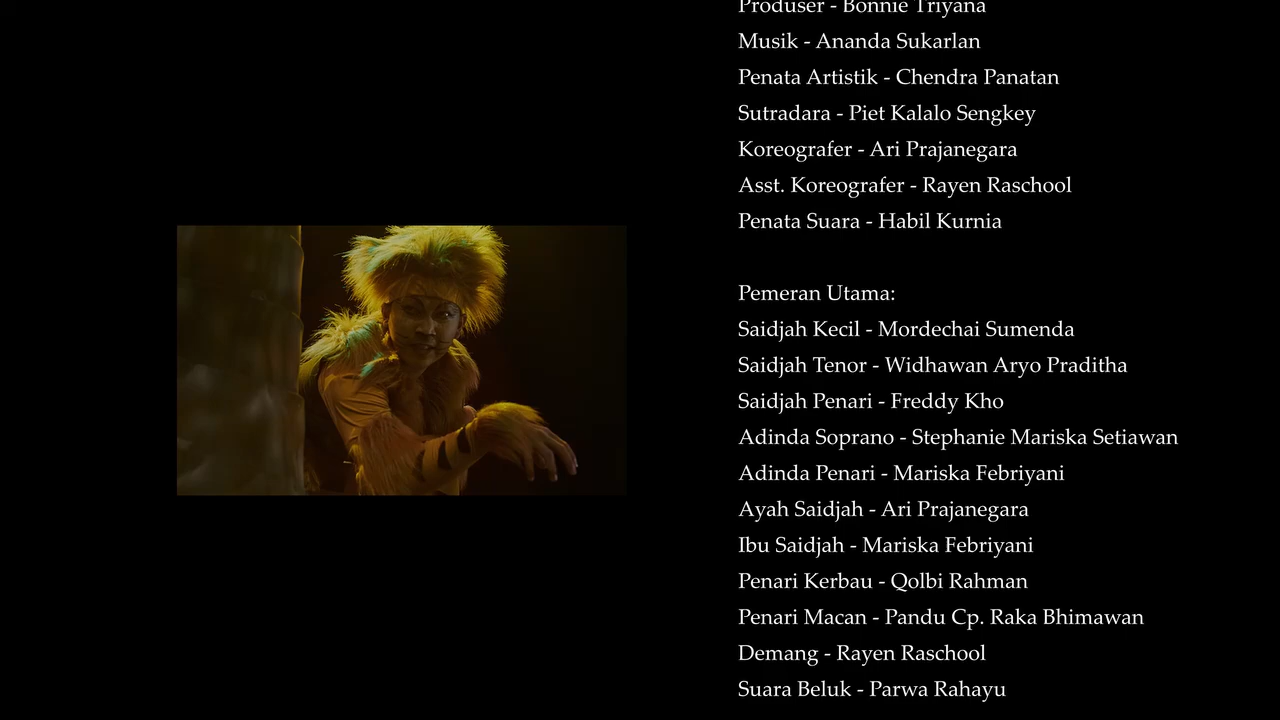 Produser - Bonnie Triyana
Musik - Ananda Sukarlan
Penata Artistik - Chendra Panatan
Sutradara - Piet Kalalo Sengkey
Koreografer - Ari Prajanegara
Asst. Koreografer - Rayen Raschool
Penata Suara - Habil Kurnia
Pemeran Utama:
Saidjah Kecil - Mordechai Sumenda
Saidjah Tenor - Widhawan Aryo Praditha
Saidjah Penari - Freddy Kho
Adinda Soprano - Stephanie Mariska Setiawan
Adinda Penari - Mariska Febriyani
Ayah Saidjah - Ari Prajanegara
Ibu Saidjah - Mariska Febriyani
Penari Kerbau - Qolbi Rahman
Penari Macan - Pandu Cp. Raka Bhimawan
Demang - Rayen Raschool
Suara Beluk - Parwa Rahayu